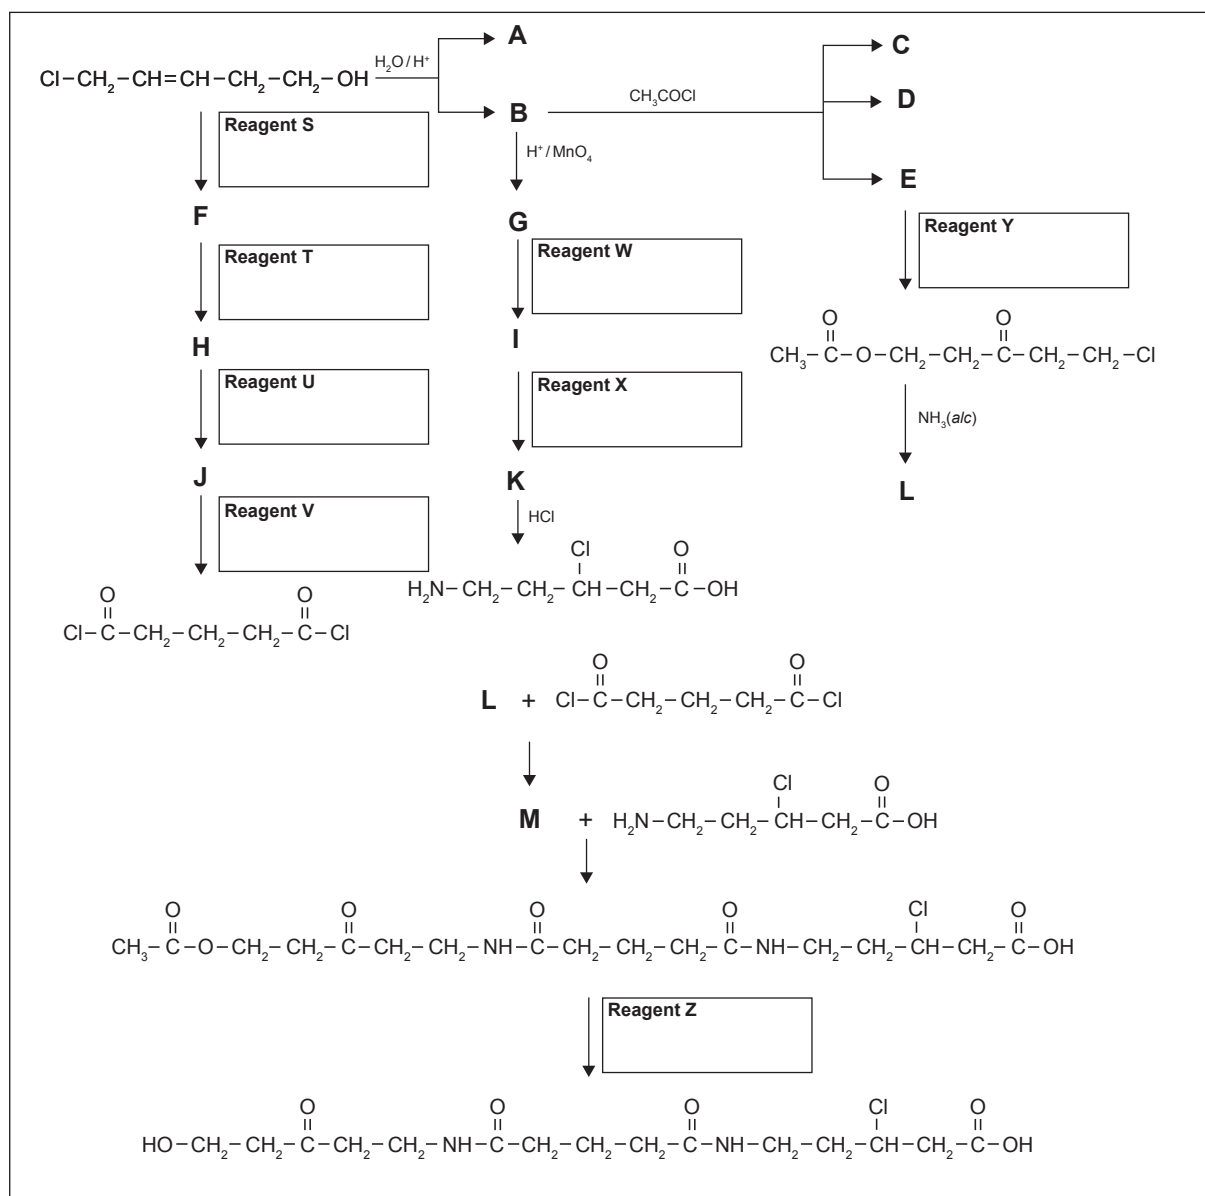 A
C
H₂O / H⁺
Cl–CH₂–CH=CH–CH₂–CH₂–OH
CH₃COCl
D
B
Reagent S
H⁺ / MnO₄
E
F
G
Reagent Y
Reagent T
Reagent W
O O
CH₃–C–O–CH₂–CH₂–C–CH₂–CH₂–Cl
H
I
Reagent U
Reagent X
NH₃(alc)
J
K
L
Reagent V
HCl
Cl O
H₂N–CH₂–CH₂–CH–CH₂–C–OH
O O
Cl–C–CH₂–CH₂–CH₂–C–Cl
O O
L + Cl–C–CH₂–CH₂–CH₂–C–Cl
Cl O
M + H₂N–CH₂–CH₂–CH–CH₂–C–OH
O O O O Cl O
CH₃–C–O–CH₂–CH₂–C–CH₂–CH₂–NH–C–CH₂–CH₂–CH₂–C–NH–CH₂–CH₂–CH–CH₂–C–OH
Reagent Z
O O O Cl O
HO–CH₂–CH₂–C–CH₂–CH₂–NH–C–CH₂–CH₂–CH₂–C–NH–CH₂–CH₂–CH–CH₂–C–OH